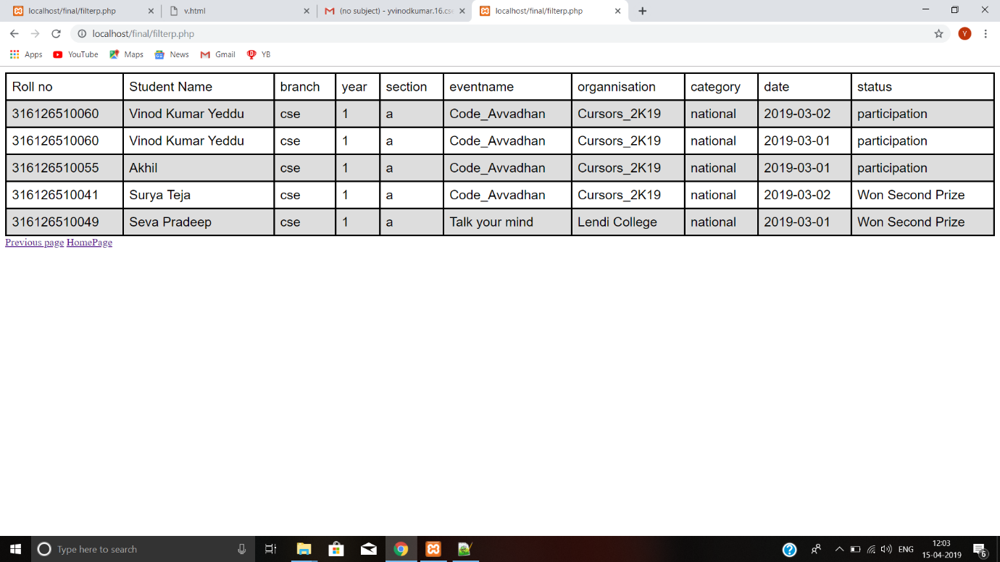 localhost/final/filterp.php v.html (no subject) - yvinodkumar.16.cse localhost/final/filterp.php
localhost/final/filterp.php Y
Apps YouTube Maps News Gmail YB
Roll no Student Name branch year section eventname organnisation category date status
316126510060 Vinod Kumar Yeddu cse 1 a Code_Avvadhan Cursors_2K19 national 2019-03-02 participation
316126510060 Vinod Kumar Yeddu cse 1 a Code_Avvadhan Cursors_2K19 national 2019-03-01 participation
316126510055 Akhil cse 1 a Code_Avvadhan Cursors_2K19 national 2019-03-01 participation
316126510041 Surya Teja cse 1 a Code_Avvadhan Cursors_2K19 national 2019-03-02 Won Second Prize
316126510049 Seva Pradeep cse 1 a Talk your mind Lendi College national 2019-03-01 Won Second Prize
Previous page HomePage
Type here to search ENG 12:03
15-04-2019 6